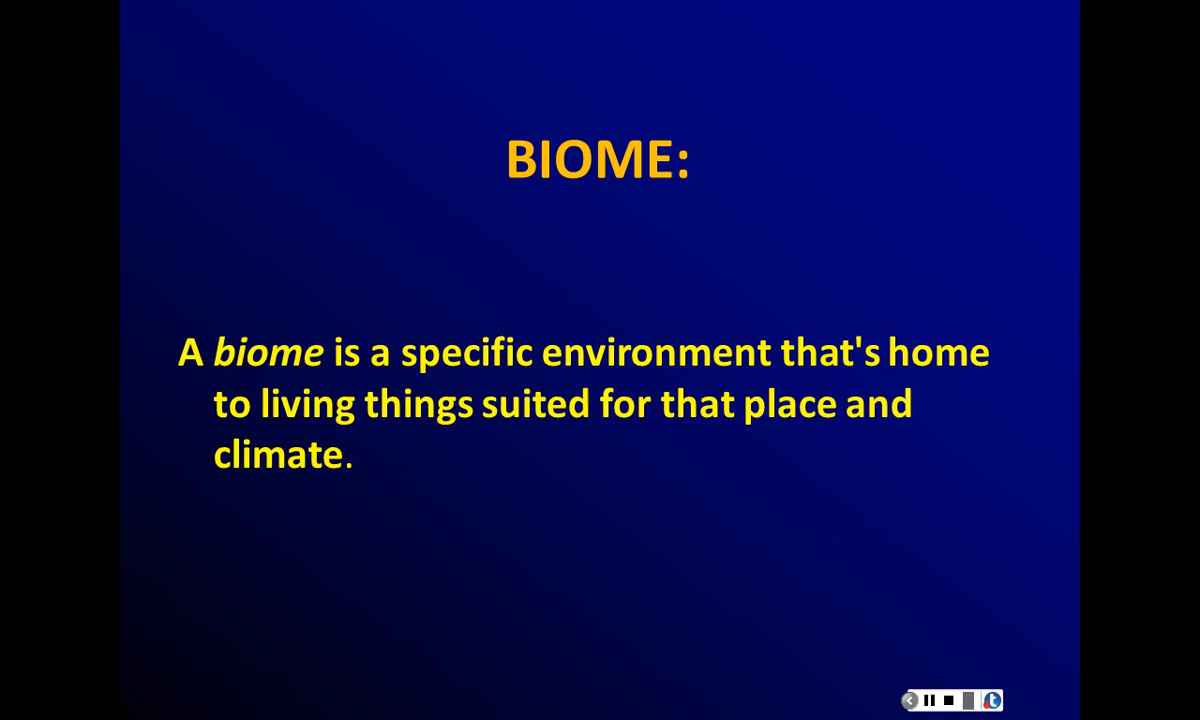 BIOME:
A biome is a specific environment that's home
to living things suited for that place and
climate.